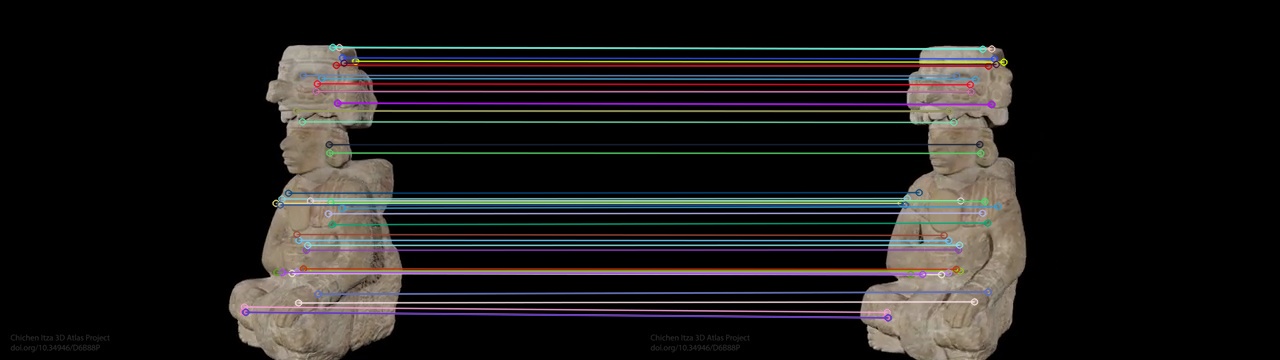 Chichen Itza 3D Atlas Project
doi.org/10.34946/D6B88P
Chichen Itza 3D Atlas Project
doi.org/10.34946/D6B88P